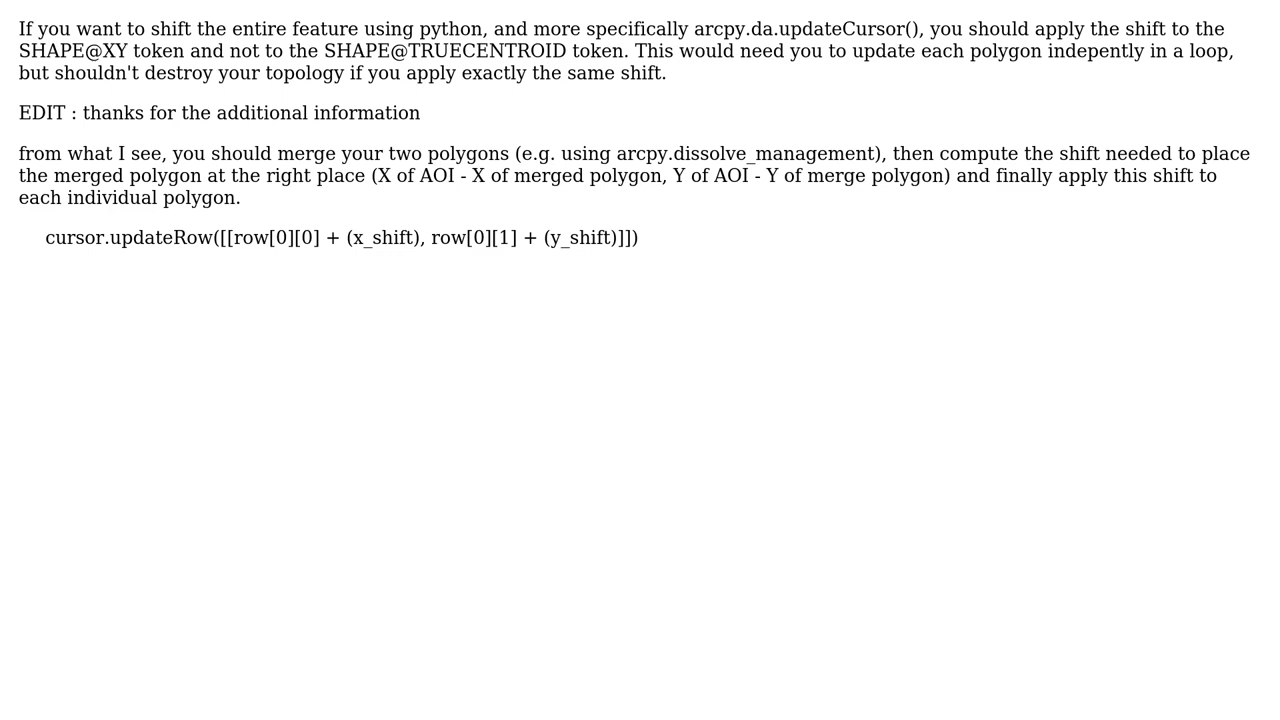 If you want to shift the entire feature using python, and more specifically arcpy.da.updateCursor(), you should apply the shift to the
SHAPE@XY token and not to the SHAPE@TRUECENTROID token. This would need you to update each polygon indepently in a loop,
but shouldn't destroy your topology if you apply exactly the same shift.
EDIT : thanks for the additional information
from what I see, you should merge your two polygons (e.g. using arcpy.dissolve_management), then compute the shift needed to place
the merged polygon at the right place (X of AOI - X of merged polygon, Y of AOI - Y of merge polygon) and finally apply this shift to
each individual polygon.
cursor.updateRow([[row[0][0] + (x_shift), row[0][1] + (y_shift)]])